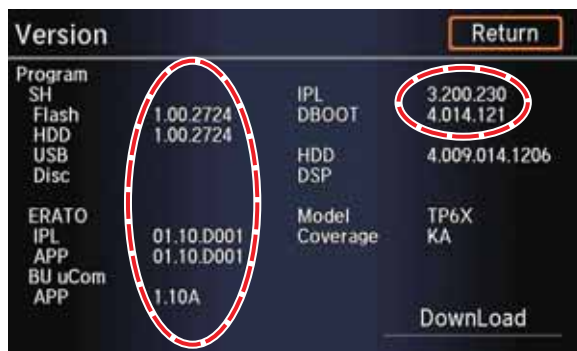 Version
Return
Program
SH
IPL 3.200.230
Flash 1.00.2724 DBOOT 4.014.121
HDD 1.00.2724
USB HDD 4.009.014.1206
Disc DSP
ERATO Model TP6X
IPL 01.10.D001 Coverage KA
APP 01.10.D001
BU uCom
APP 1.10A
DownLoad